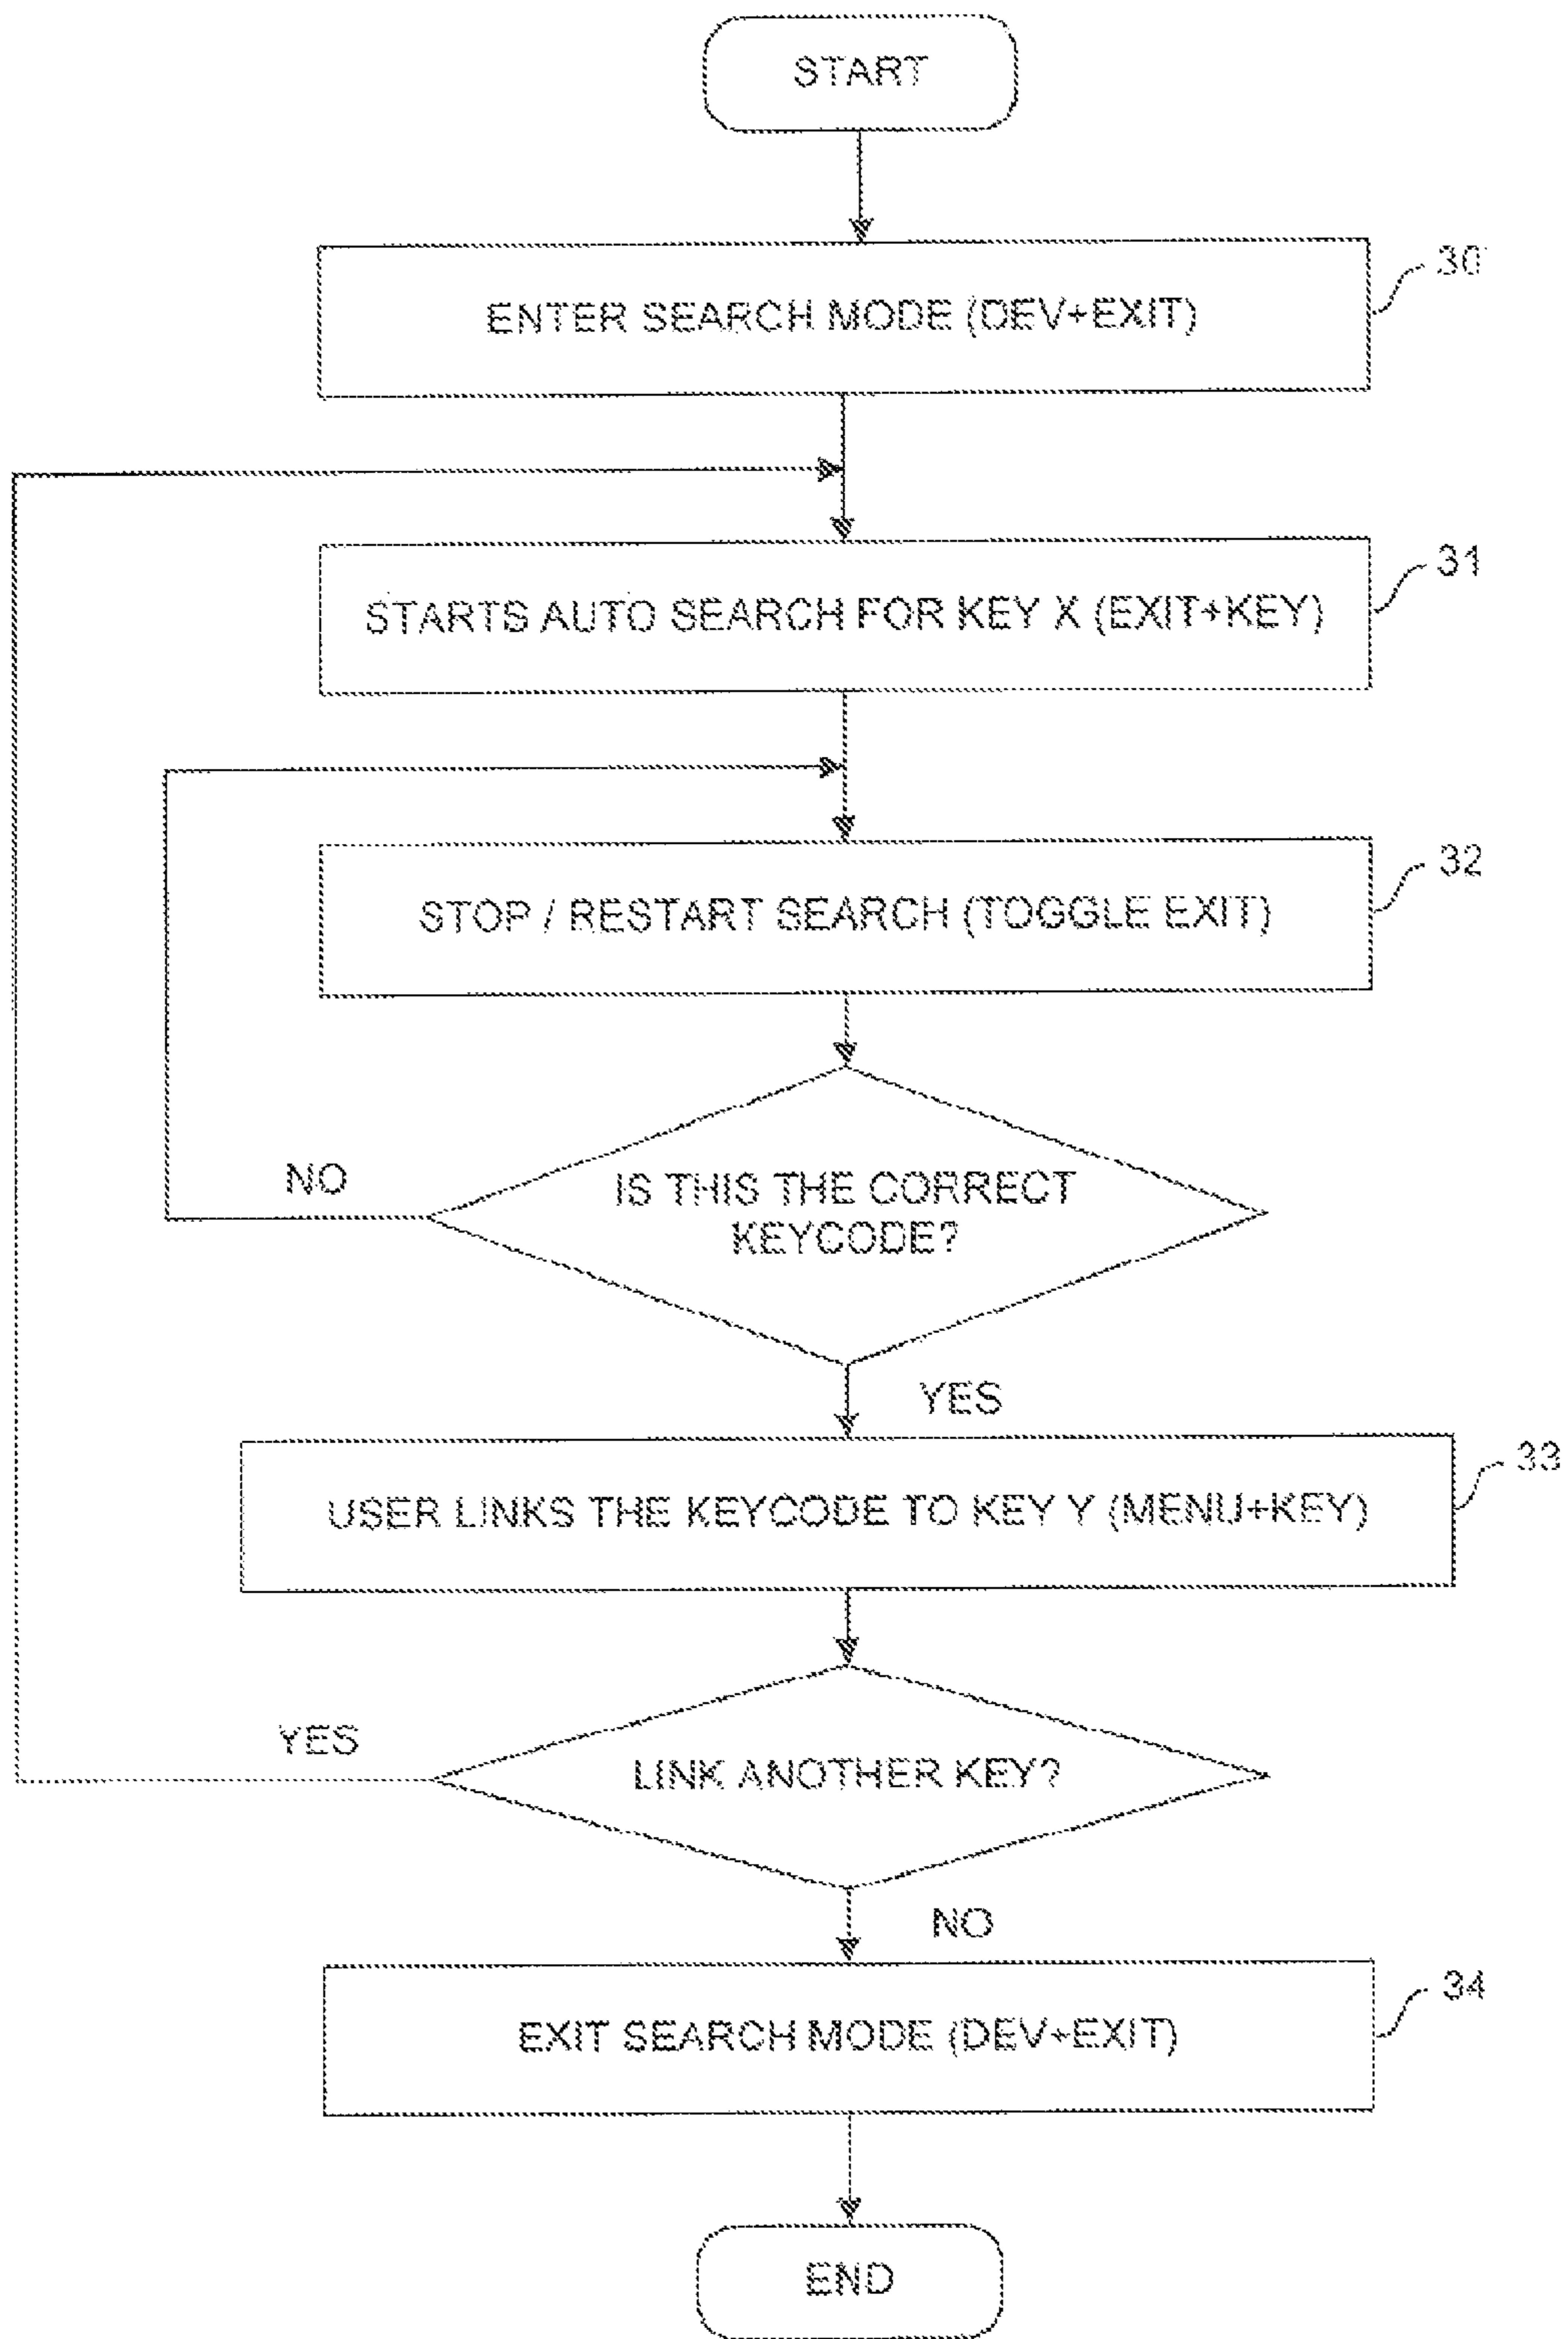 START
ENTER SEARCH MODE (DEV+EXIT)
30
STARTS AUTO SEARCH FOR KEY X (EXIT+KEY)
31
STOP / RESTART SEARCH (TOGGLE EXIT)
32
IS THIS THE CORRECT
KEYCODE?
NO
YES
USER LINKS THE KEYCODE TO KEY Y (MENU+KEY)
33
LINK ANOTHER KEY?
YES
NO
EXIT SEARCH MODE (DEV+EXIT)
34
END